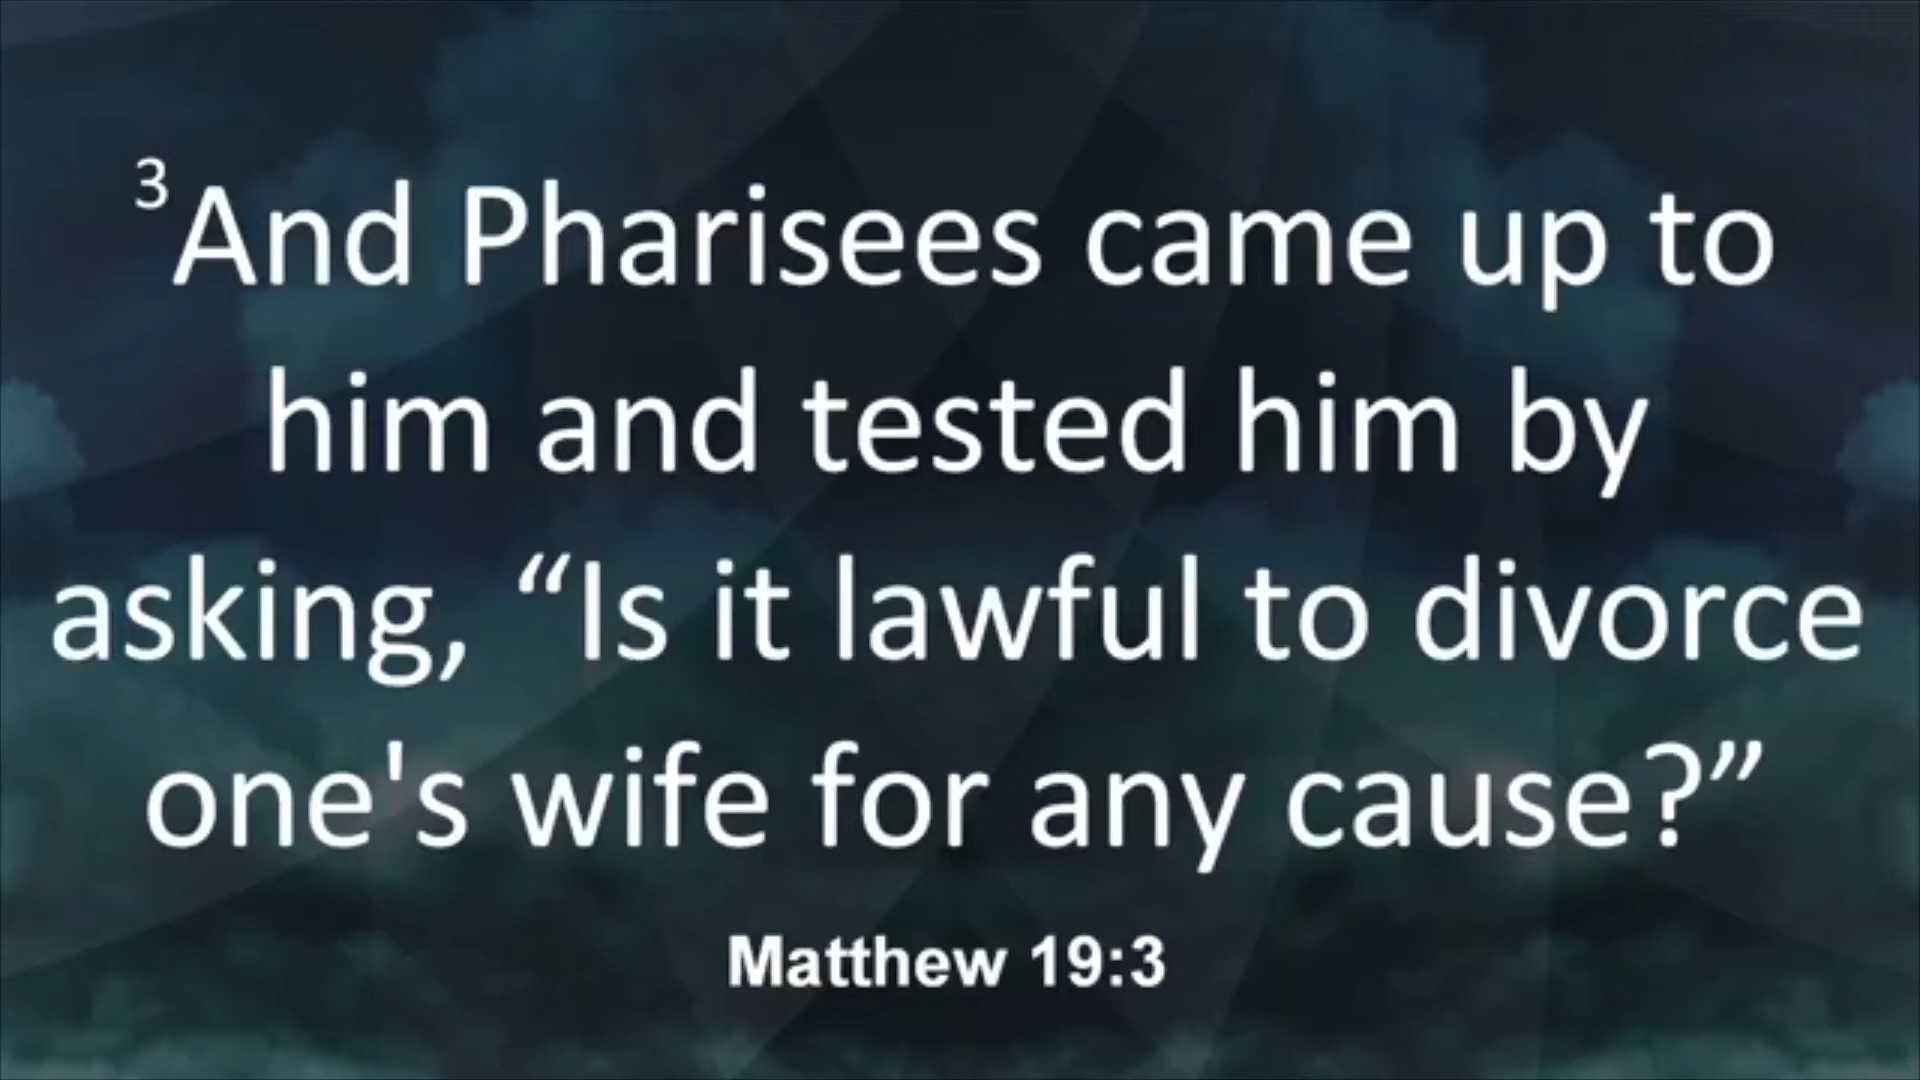 3And Pharisees came up to
him and tested him by
asking, “Is it lawful to divorce
one's wife for any cause?”
Matthew 19:3